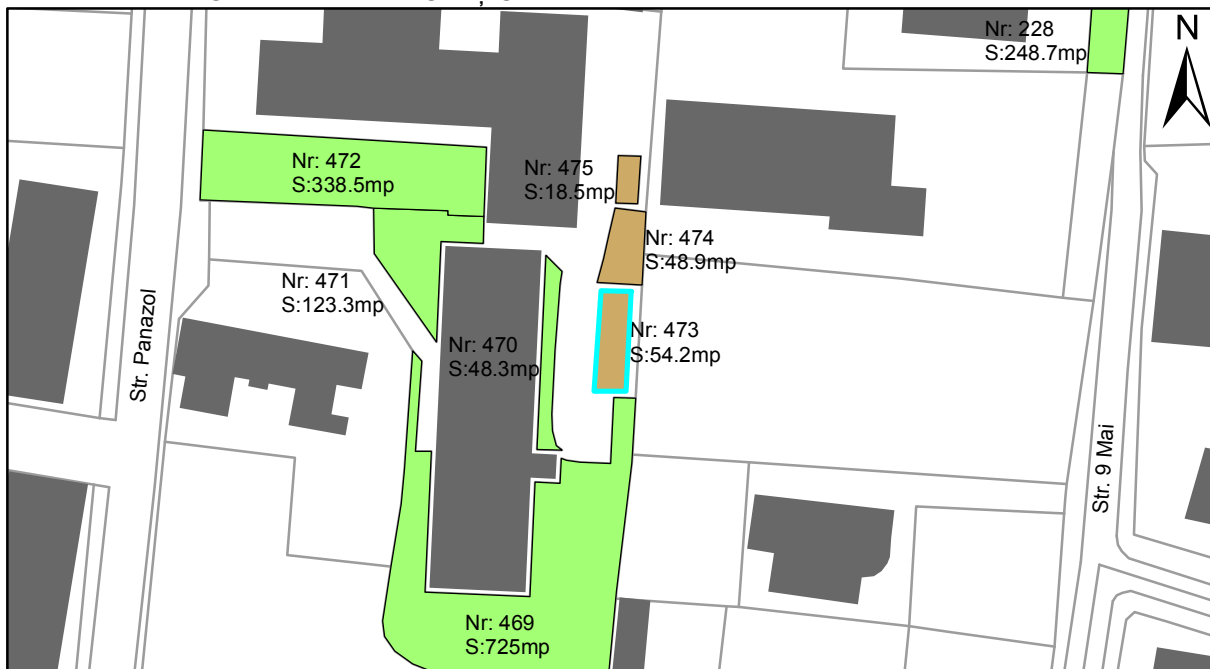 Nr: 228
S:248.7mp
N
Nr: 472
S:338.5mp
Nr: 475
S:18.5mp
Nr: 474
S:48.9mp
Nr: 471
S:123.3mp
Nr: 470
S:48.3mp
Nr: 473
S:54.2mp
Str. Panazol
Str. 9 Mai
Nr: 469
S:725mp